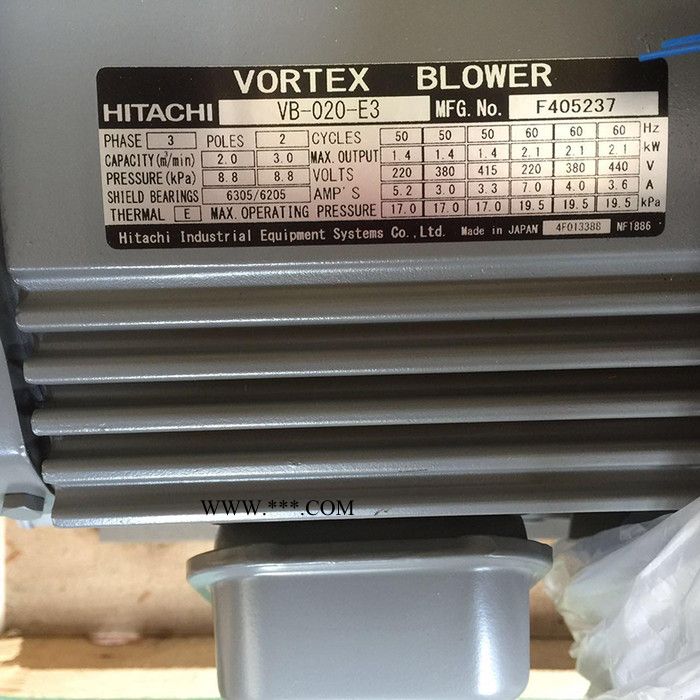 VORTEX BLOWER
HITACHI VB-020-E3 MFG. No. F405237
PHASE 3 POLES 2 CYCLES 50 50 50 60 60 60 Hz
CAPACITY(m³/min) 2.0 3.0 MAX. OUTPUT 1.4 1.4 1.4 2.1 2.1 2.1 kW
PRESSURE(kPa) 8.8 8.8 VOLTS 220 380 415 220 380 440 V
SHIELD BEARINGS 6305/6205 AMP'S 5.2 3.0 3.3 7.0 4.0 3.6 A
THERMAL E MAX. OPERATING PRESSURE 17.0 17.0 17.0 19.5 19.5 19.5 kPa
Hitachi Industrial Equipment Systems Co., Ltd. Made in JAPAN 4F013388 NF1886
WWW.***.COM